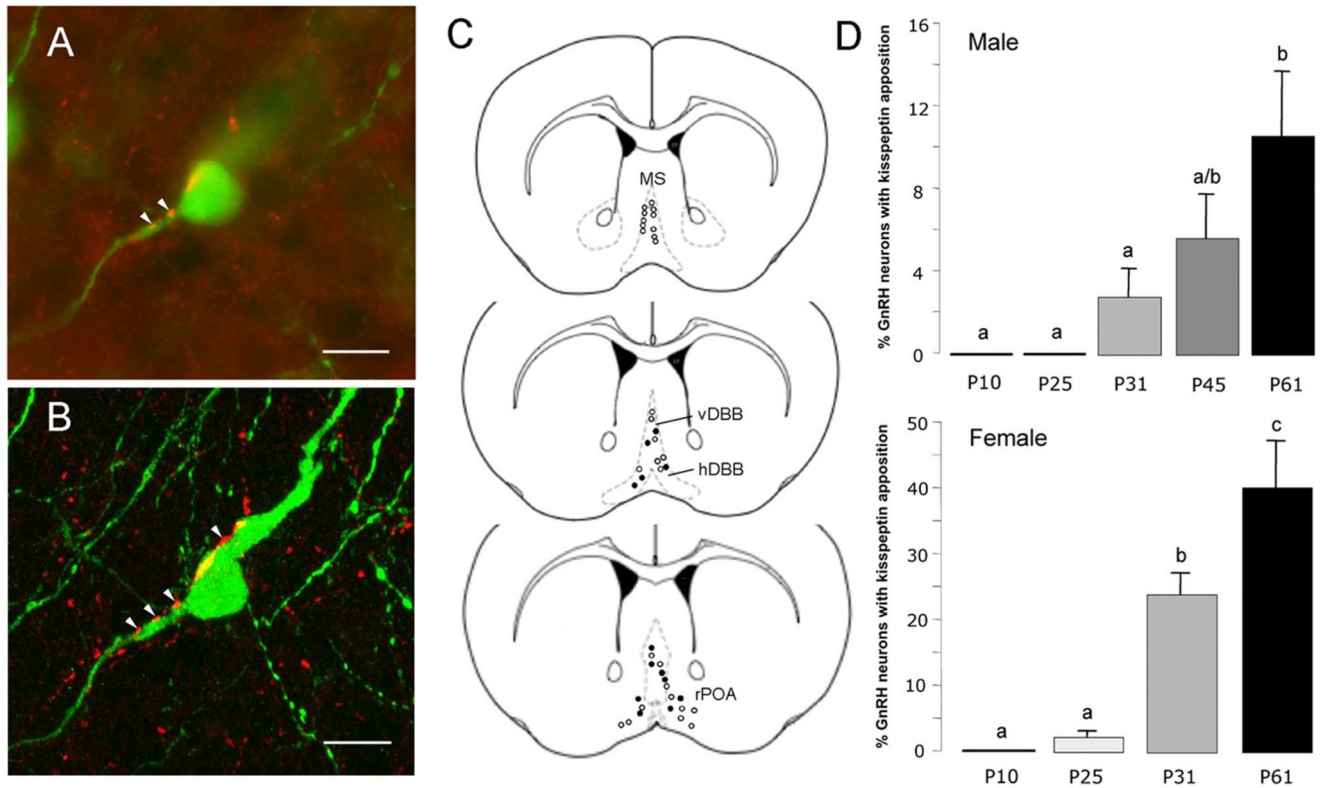 A
B
C
MS
vDBB
hDBB
rPOA
D
Male
% GnRH neurons with kisspeptin apposition
16
12
8
4
0
a
a
a
a/b
b
P10
P25
P31
P45
P61
Female
% GnRH neurons with kisspeptin apposition
50
40
30
20
10
0
a
a
b
c
P10
P25
P31
P61